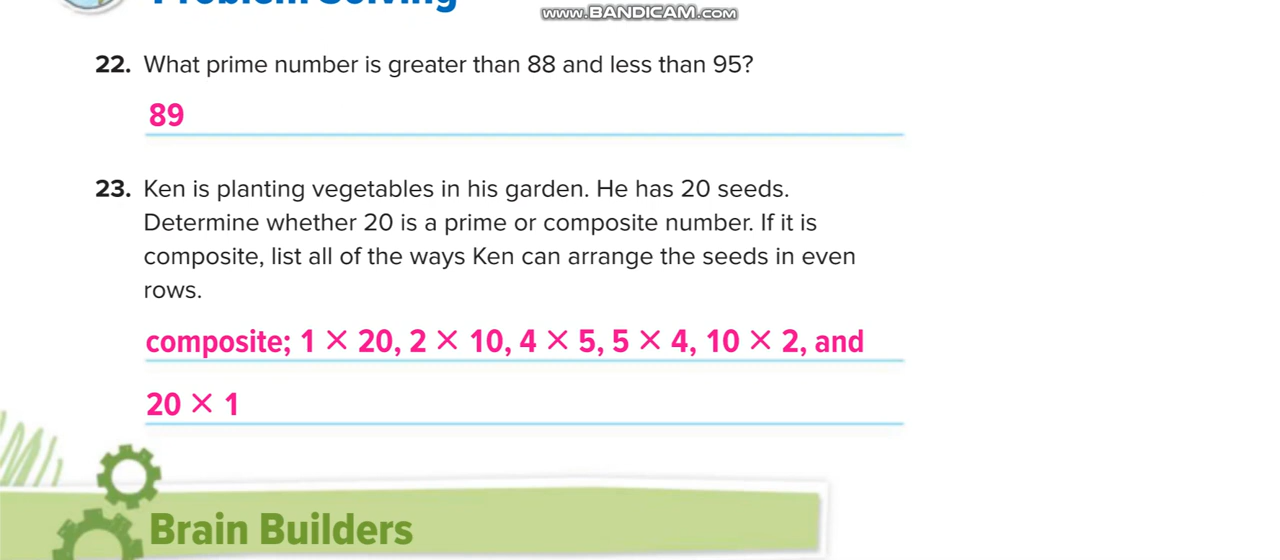 Problem Solving
www.BANDICAM.com
22. What prime number is greater than 88 and less than 95?
89
23. Ken is planting vegetables in his garden. He has 20 seeds.
Determine whether 20 is a prime or composite number. If it is
composite, list all of the ways Ken can arrange the seeds in even
rows.
composite; 1 × 20, 2 × 10, 4 × 5, 5 × 4, 10 × 2, and
20 × 1
Brain Builders